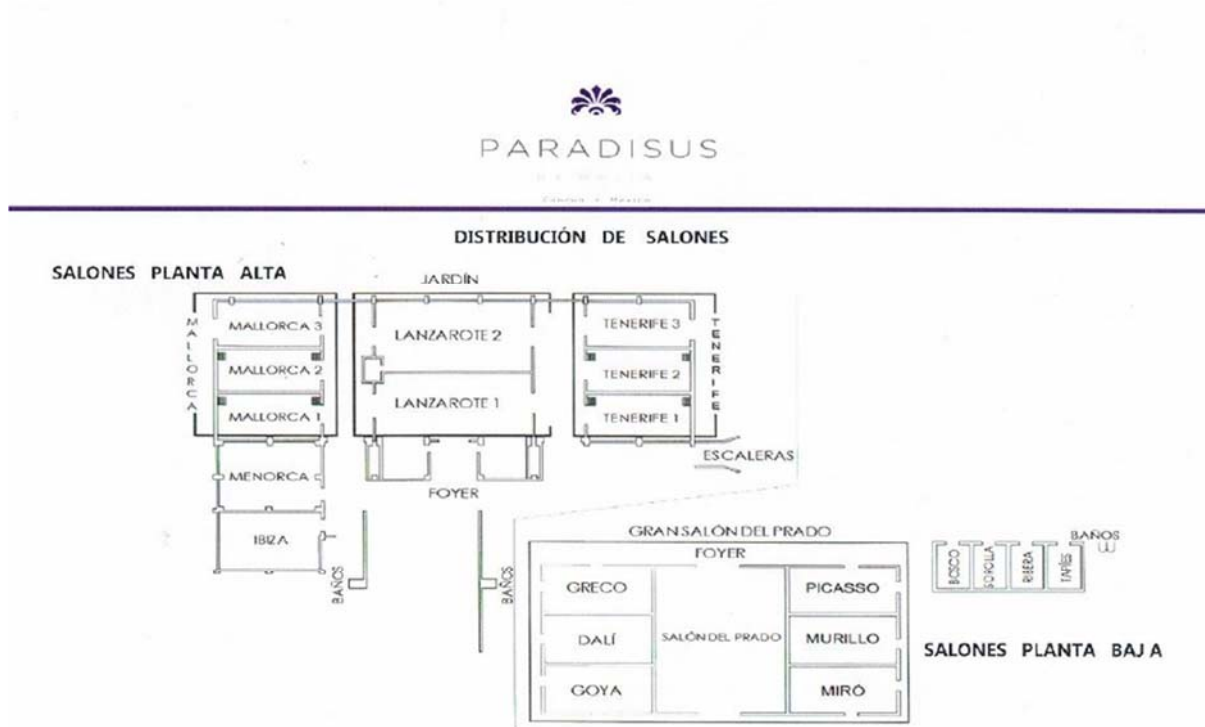 PARADISUS
Cancún • México
DISTRIBUCIÓN DE SALONES
SALONES PLANTA ALTA
JARDÍN
MALLORCA
MALLORCA 3
MALLORCA 2
MALLORCA 1
LANZAROTE 2
LANZAROTE 1
TENERIFE 3
TENERIFE 2
TENERIFE 1
TENERIFE
ESCALERAS
MENORCA
FOYER
IBIZA
BAÑOS
BAÑOS
GRAN SALÓN DEL PRADO
FOYER
GRECO
DALÍ
GOYA
SALÓN DEL PRADO
PICASSO
MURILLO
MIRÓ
BOSCO
SOROLLA
RIBERA
TAPIES
BAÑOS
SALONES PLANTA BAJA